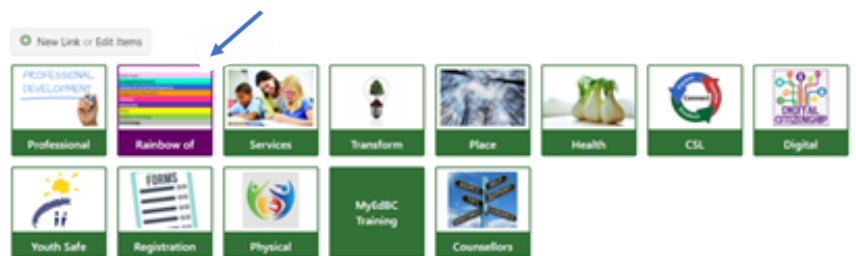 New Link or Edit Items
PROFESSIONAL
DEVELOPMENT
Professional
Rainbow of
Services
Transform
Place
Health
Connect
CSL
DIGITAL
CITIZENSHIP
Digital
Youth Safe
FORMS
Registration
Physical
MyEdBC
Training
Counsellors